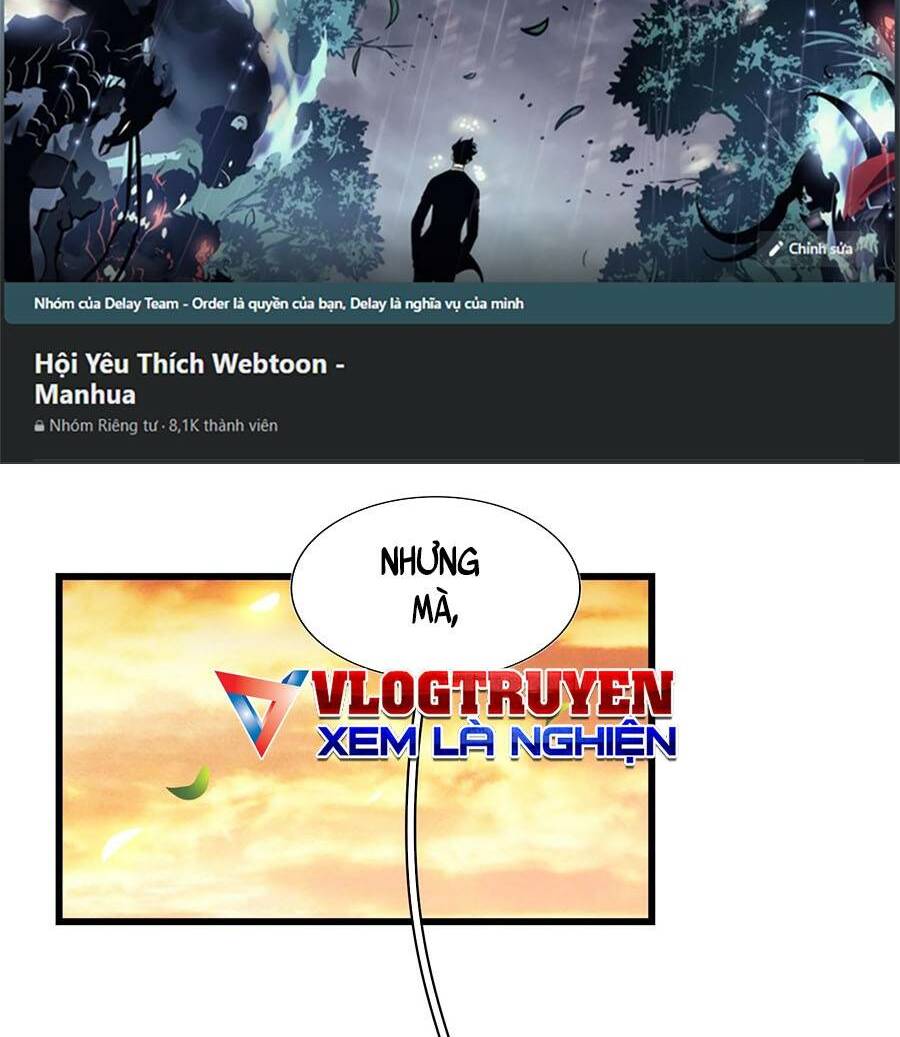 Chỉnh sửa
Nhóm của Delay Team - Order là quyền của bạn, Delay là nghĩa vụ của mình
Hội Yêu Thích Webtoon -
Manhua
Nhóm Riêng tư · 8,1K thành viên
NHƯNG
MÀ,
VLOGTRUYEN
XEM LÀ NGHIỆN